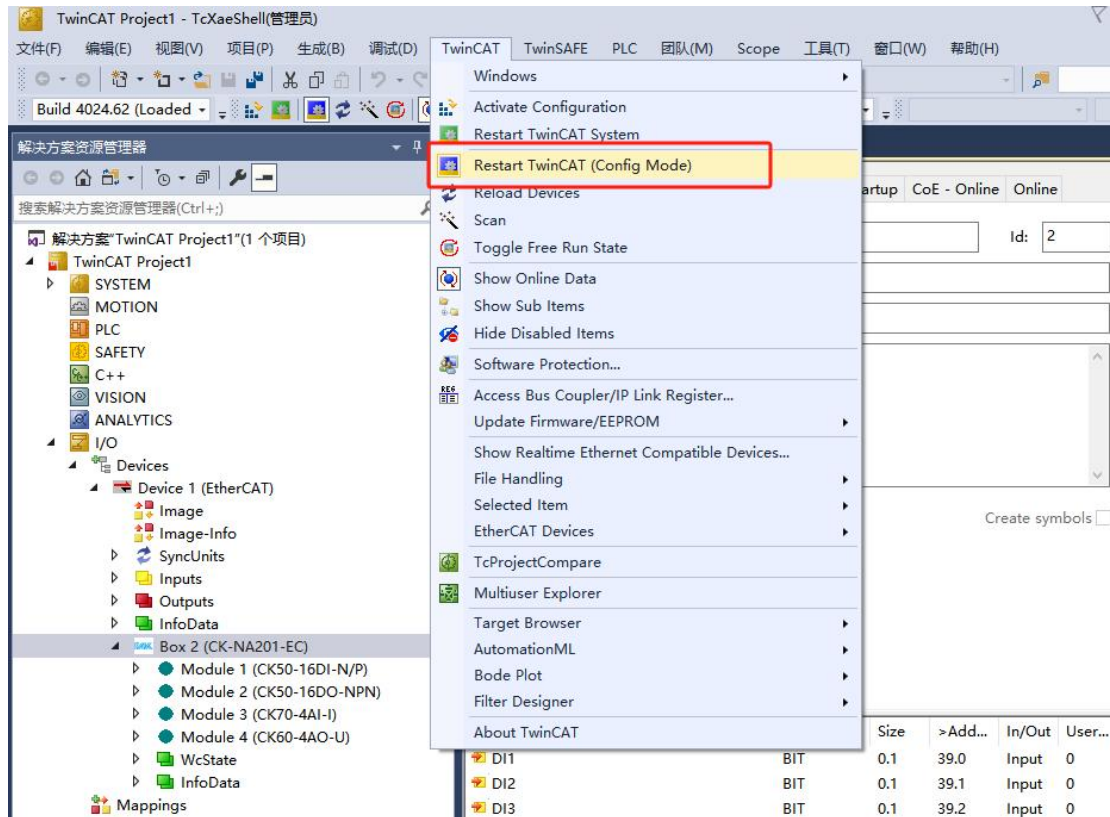 TwinCAT Project1 - TcXaeShell(管理员)
文件(F) 编辑(E) 视图(V) 项目(P) 生成(B) 调试(D) TwinCAT TwinSAFE PLC 团队(M) Scope 工具(T) 窗口(W) 帮助(H)
Build 4024.62 (Loaded
Windows
Activate Configuration
Restart TwinCAT System
Restart TwinCAT (Config Mode)
Reload Devices
Scan
Toggle Free Run State
Show Online Data
Show Sub Items
Hide Disabled Items
Software Protection...
Access Bus Coupler/IP Link Register...
Update Firmware/EEPROM
Show Realtime Ethernet Compatible Devices...
File Handling
Selected Item
EtherCAT Devices
TcProjectCompare
Multiuser Explorer
Target Browser
AutomationML
Bode Plot
Filter Designer
About TwinCAT
解决方案资源管理器
搜索解决方案资源管理器(Ctrl+;)
解决方案"TwinCAT Project1"(1 个项目)
TwinCAT Project1
SYSTEM
MOTION
PLC
SAFETY
C++
VISION
ANALYTICS
I/O
Devices
Device 1 (EtherCAT)
Image
Image-Info
SyncUnits
Inputs
Outputs
InfoData
Box 2 (CK-NA201-EC)
Module 1 (CK50-16DI-N/P)
Module 2 (CK50-16DO-NPN)
Module 3 (CK70-4AI-I)
Module 4 (CK60-4AO-U)
WcState
InfoData
Mappings
artup CoE - Online Online
Id: 2
Create symbols
Size >Add... In/Out User...
DI1 BIT 0.1 39.0 Input 0
DI2 BIT 0.1 39.1 Input 0
DI3 BIT 0.1 39.2 Input 0